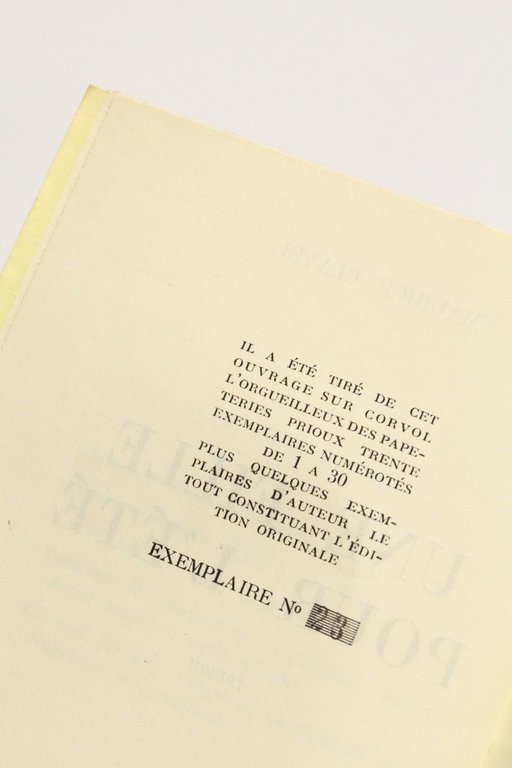 IL A ÉTÉ TIRÉ DE CET
OUVRAGE SUR CORVOL
L'ORGUEILLEUX DES PAPE-
TERIES PRIOUX TRENTE
EXEMPLAIRES NUMÉROTÉS
DE 1 A 30
PLUS QUELQUES EXEM-
PLAIRES D'AUTEUR LE
TOUT CONSTITUANT L'ÉDI-
TION ORIGINALE
EXEMPLAIRE Nº 23